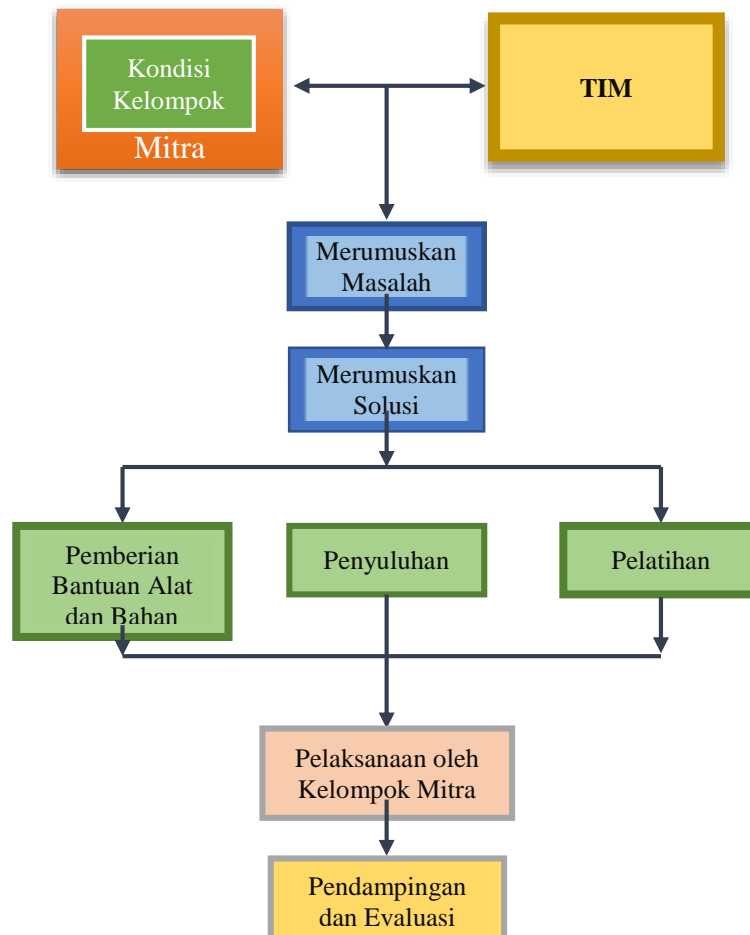 Kondisi
Kelompok
Mitra
TIM
Merumuskan
Masalah
Merumuskan
Solusi
Pemberian
Bantuan Alat
dan Bahan
Penyuluhan
Pelatihan
Pelaksanaan oleh
Kelompok Mitra
Pendampingan
dan Evaluasi